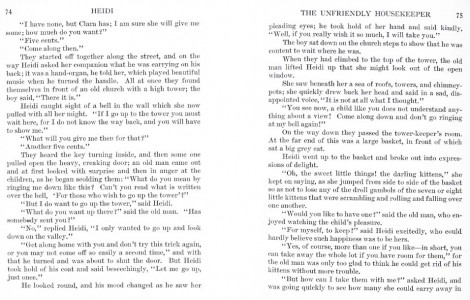 74 HEIDI
"I have none, but Clara has; I am sure she will give me
some; how much do you want?"
"Five cents."
"Come along then."
They started off together along the street, and on the
way Heidi asked her companion what he was carrying on his
back; it was a hand-organ, he told her, which played beautiful
music when he turned the handle. All at once they found
themselves in front of an old church with a high tower; the
boy said, "There it is."
Heidi caught sight of a bell in the wall which she now
pulled with all her might. "If I go up to the tower you must
wait here, for I do not know the way back, and you will have
to show me."
"What will you give me then for that?"
"Another five cents."
They heard the key turning inside, and then some one
pulled open the heavy, creaking door; an old man came out
and at first looked with surprise and then in anger at the
children, as he began scolding them: "What do you mean by
ringing me down like this? Can't you read what is written
over the bell, 'For those who wish to go up the tower'?"
"But I do want to go up the tower," said Heidi.
"What do you want up there?" said the old man. "Has
somebody sent you?"
"No," replied Heidi, "I only wanted to go up and look
down on the valley."
"Get along home with you and don't try this trick again,
or you may not come off so easily a second time," and with
that he turned and was about to shut the door. But Heidi
took hold of his coat and said beseechingly, "Let me go up,
just once."
He looked round, and his mood changed as he saw her
THE UNFRIENDLY HOUSEKEEPER 75
pleading eyes; he took hold of her hand and said kindly,
"Well, if you really wish it so much, I will take you."
The boy sat down on the church steps to show that he was
content to wait where he was.
When they had climbed to the top of the tower, the old
man lifted Heidi up that she might look out of the open
window.
She saw beneath her a sea of roofs, towers, and chimney-
pots; she quickly drew back her head and said in a sad, dis-
appointed voice, "It is not at all what I thought."
"You see now, a child like you does not understand any-
thing about a view! Come along down and don't go ringing
at my bell again!"
On the way down they passed the tower-keeper's room.
At the far end of this was a large basket, in front of which
sat a big grey cat.
Heidi went up to the basket and broke out into expres-
sions of delight.
"Oh, the sweet little things! the darling kittens," she
kept on saying, as she jumped from side to side of the basket
so as not to lose any of the droll gambols of the seven or eight
little kittens that were scrambling and rolling and falling over
one another.
"Would you like to have one?" said the old man, who en-
joyed watching the child's pleasure.
"For myself, to keep?" said Heidi excitedly, who could
hardly believe such happiness was to be hers.
"Yes, of course, more than one if you like—in short, you
can take away the whole lot if you have room for them," for
the old man was only too glad to think he could get rid of his
kittens without more trouble.
"But how can I take them with me?" asked Heidi, and
was going quickly to see how many she could carry away in